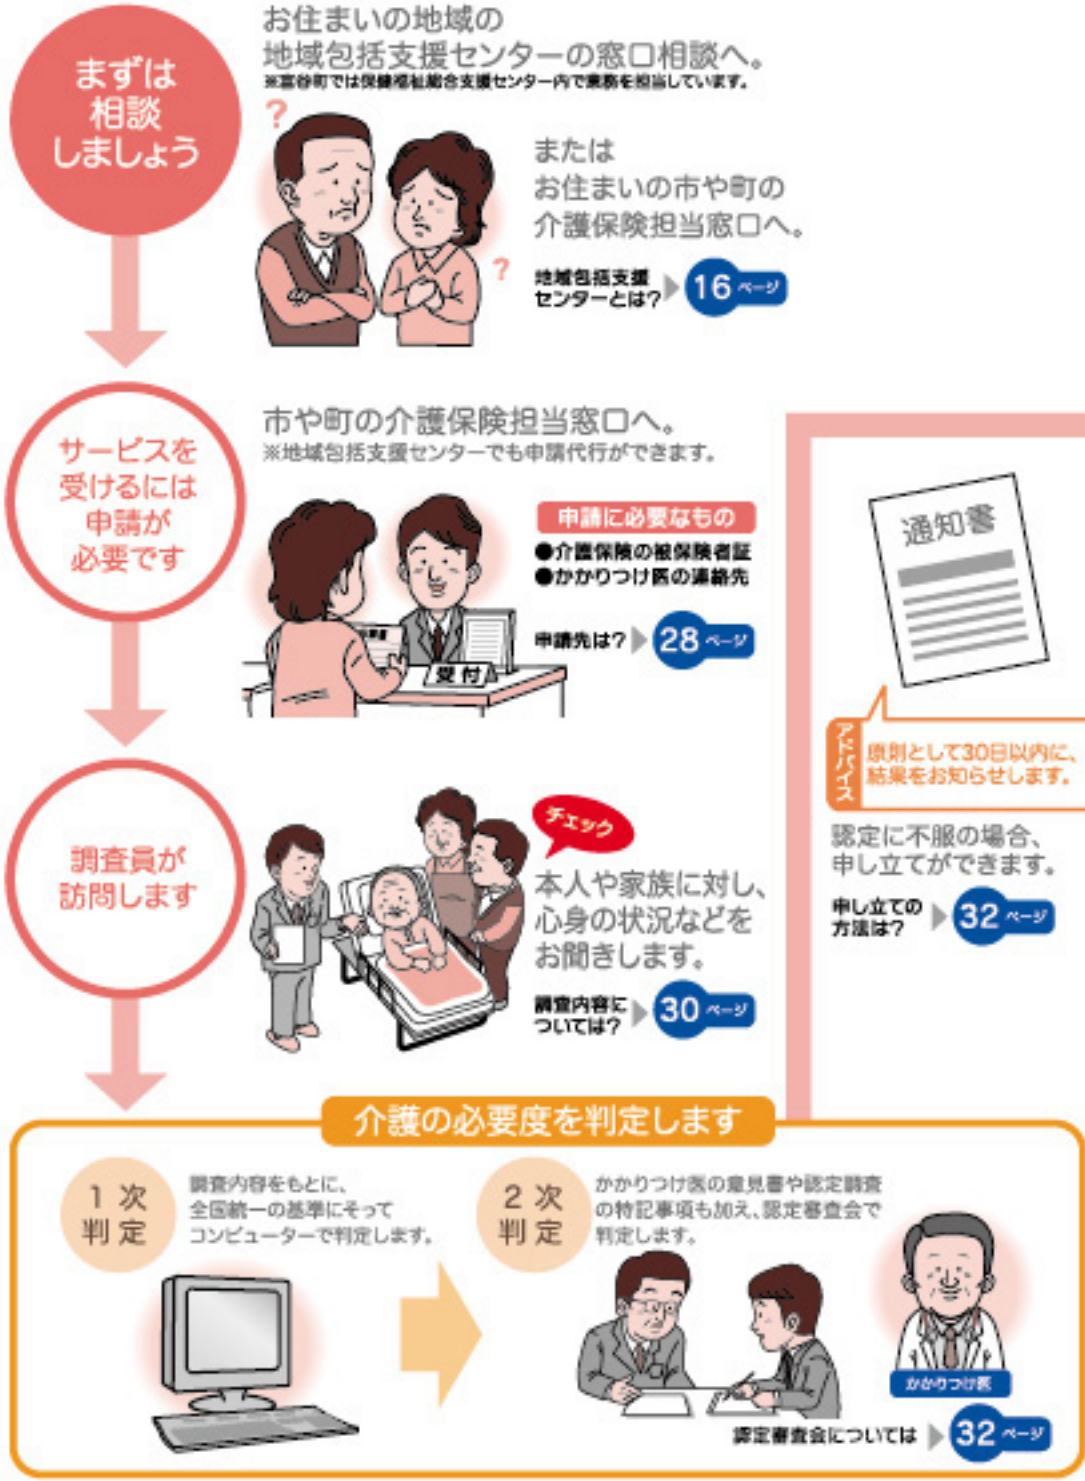 まずは
相談
しましょう
お住まいの地域の
地域包括支援センターの窓口相談へ。
※富谷町では保健福祉総合支援センター内で業務を担当しています。
?
?
または
お住まいの市や町の
介護保険担当窓口へ。
地域包括支援
センターとは?
16 ページ
サービスを
受けるには
申請が
必要です
市や町の介護保険担当窓口へ。
※地域包括支援センターでも申請代行ができます。
申請に必要なもの
●介護保険の被保険者証
●かかりつけ医の連絡先
申請先は?
28 ページ
受付
調査員が
訪問します
チェック
本人や家族に対し、
心身の状況などを
お聞きします。
調査内容に
ついては?
30 ページ
通知書
アドバイス
原則として30日以内に、
結果をお知らせします。
認定に不服の場合、
申し立てができます。
申し立ての
方法は?
32 ページ
介護の必要度を判定します
1次
判定
調査内容をもとに、
全国統一の基準にそって
コンピューターで判定します。
2次
判定
かかりつけ医の意見書や認定調査
の特記事項も加え、認定審査会で
判定します。
かかりつけ医
認定審査会については
32 ページ